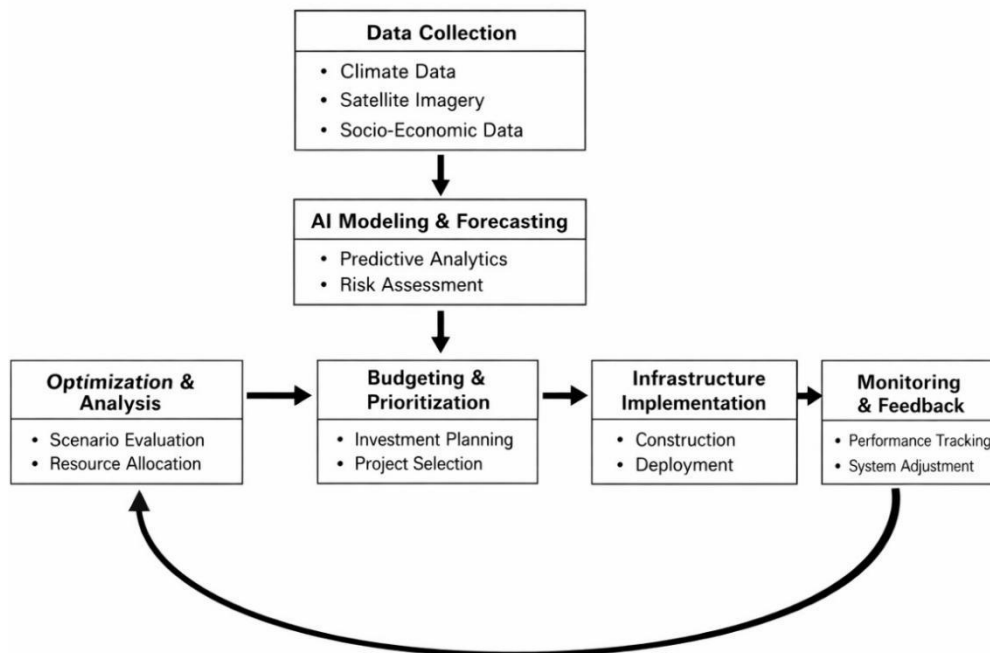 Data Collection
• Climate Data
• Satellite Imagery
• Socio-Economic Data
AI Modeling & Forecasting
• Predictive Analytics
• Risk Assessment
Optimization &
Analysis
• Scenario Evaluation
• Resource Allocation
Budgeting &
Prioritization
• Investment Planning
• Project Selection
Infrastructure
Implementation
• Construction
• Deployment
Monitoring
& Feedback
• Performance Tracking
• System Adjustment